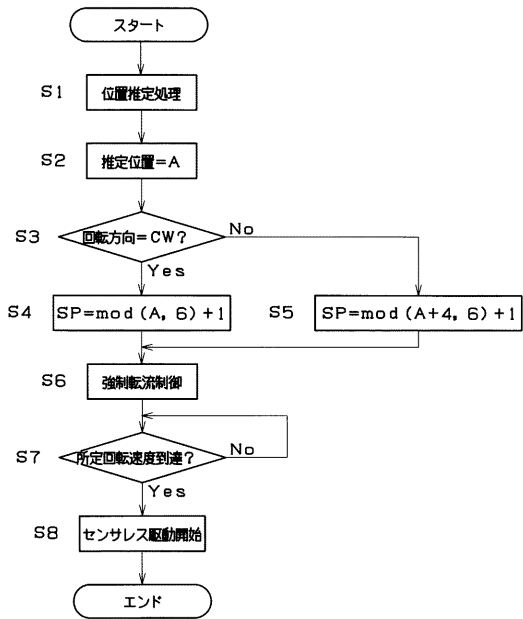 スタート
S1
位置推定処理
S2
推定位置=A
S3
回転方向=CW?
No
Yes
S4
SP=mod(A, 6)+1
S5
SP=mod(A+4, 6)+1
S6
強制転流制御
S7
所定回転速度到達?
No
Yes
S8
センサレス駆動開始
エンド